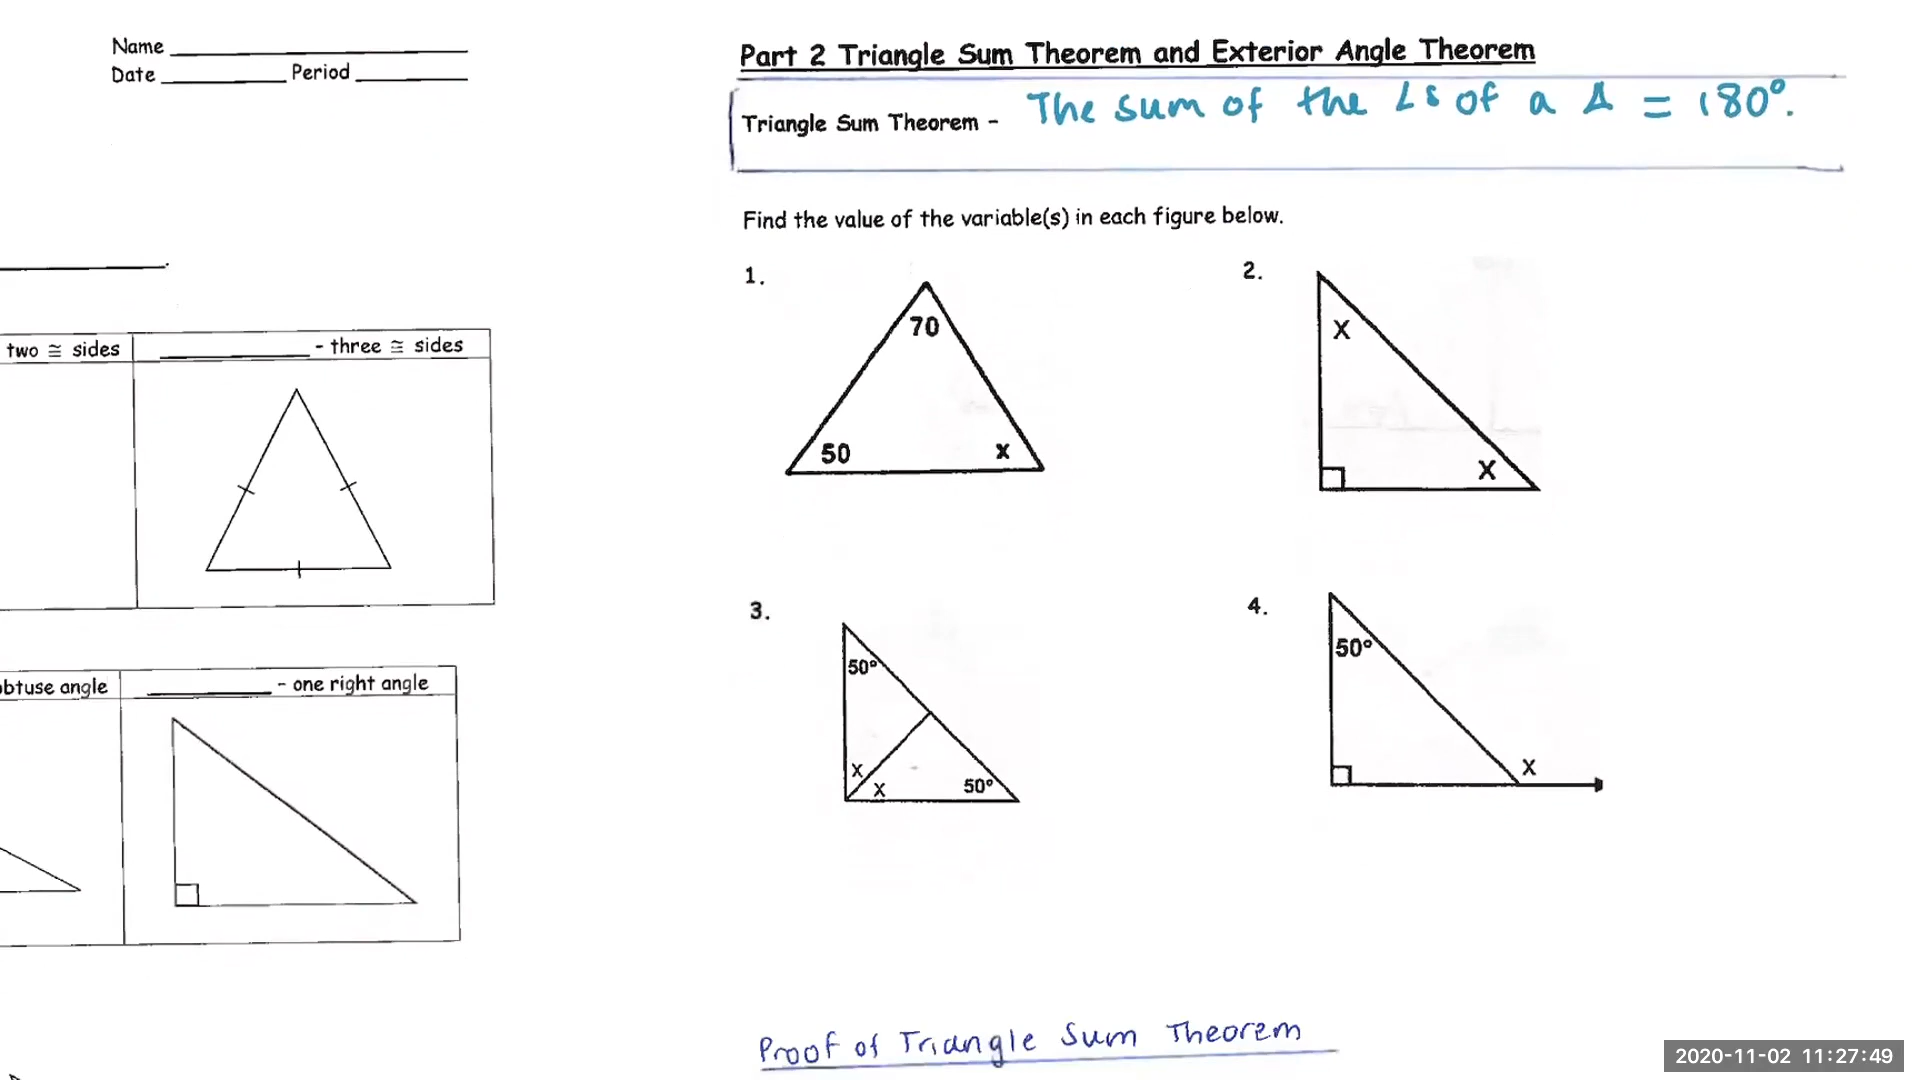 Name
Date Period
two ≅ sides
- three ≅ sides
obtuse angle
- one right angle
Part 2 Triangle Sum Theorem and Exterior Angle Theorem
Triangle Sum Theorem - The sum of the ∠s of a Δ = 180°.
Find the value of the variable(s) in each figure below.
1.
70
50 x
2.
x
x
3.
50°
x
x 50°
4.
50°
x
Proof of Triangle Sum Theorem
2020-11-02 11:27:49